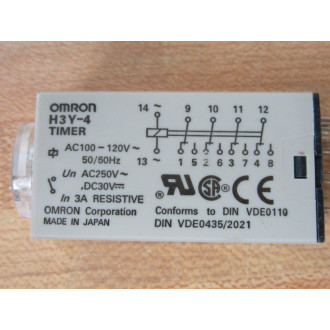 OMRON
H3Y-4
TIMER
14~
9 10 11 12
AC100-120V~
50/60Hz
13~
1 5 2 6 3 7 4 8
Un AC250V~
,DC30V
In 3A RESISTIVE
OMRON Corporation
MADE IN JAPAN
Conforms to DIN VDE0110
DIN VDE0435/2021